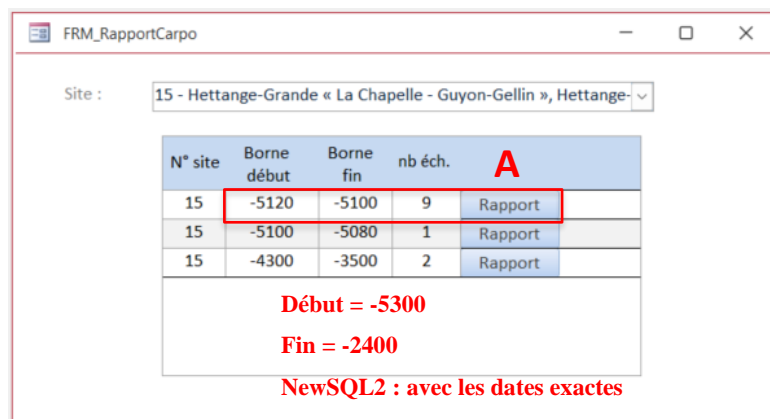 FRM_RapportCarpo
Site :
15 - Hettange-Grande « La Chapelle - Guyon-Gellin », Hettange-
N° site Borne début Borne fin nb éch. A
15 -5120 -5100 9 Rapport
15 -5100 -5080 1 Rapport
15 -4300 -3500 2 Rapport
Début = -5300
Fin = -2400
NewSQL2 : avec les dates exactes